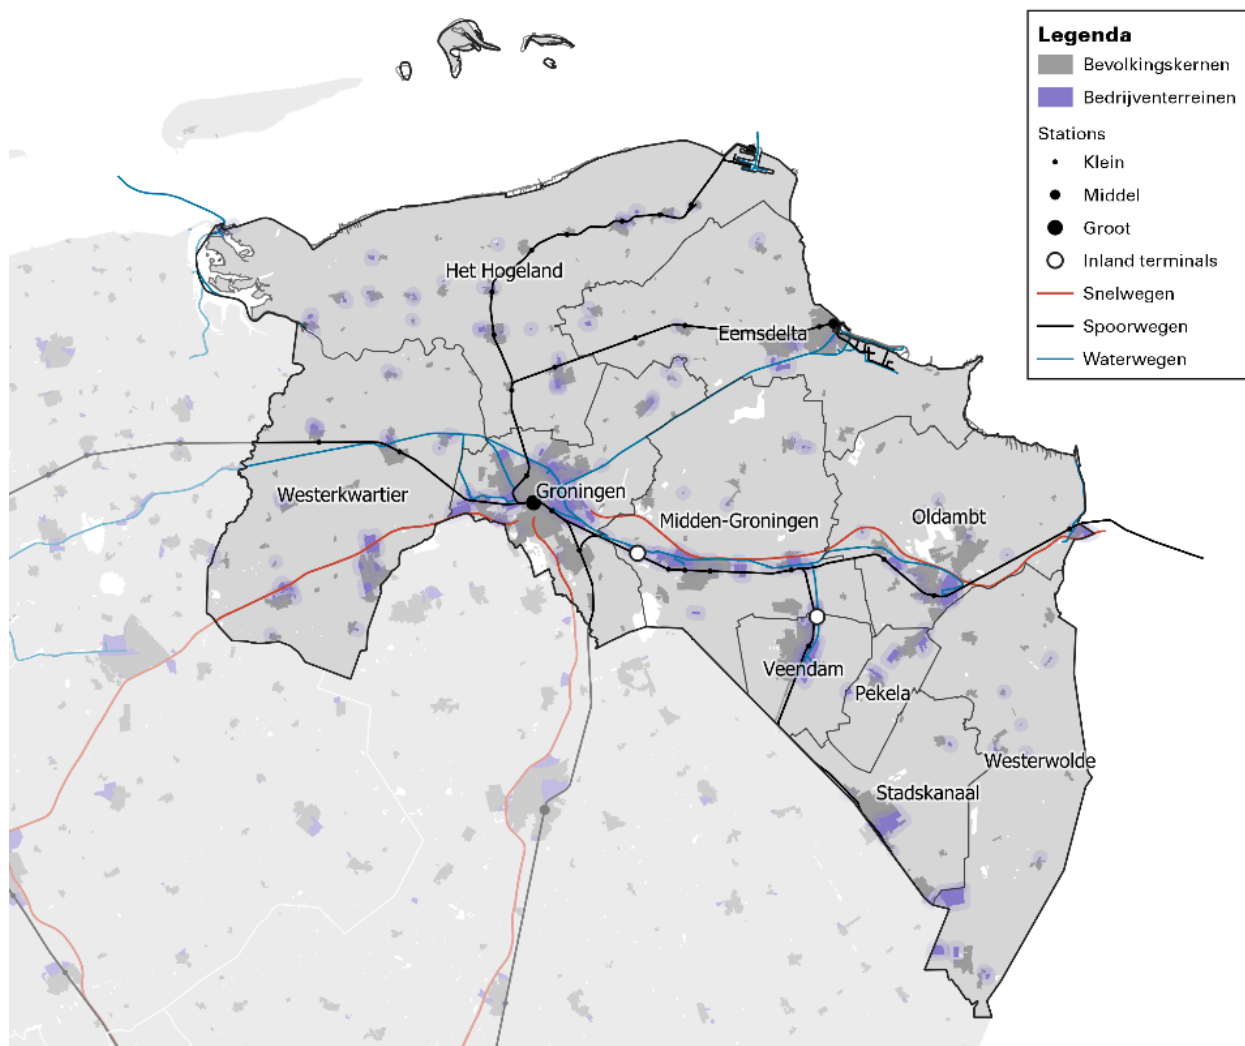 Legenda
Bevolkingskernen
Bedrijventerreinen
Stations
Klein
Middel
Groot
Inland terminals
Snelwegen
Spoorwegen
Waterwegen
Het Hogeland
Eemsdelta
Westerkwartier
Groningen
Midden-Groningen
Oldambt
Veendam
Pekela
Westerwolde
Stadskanaal